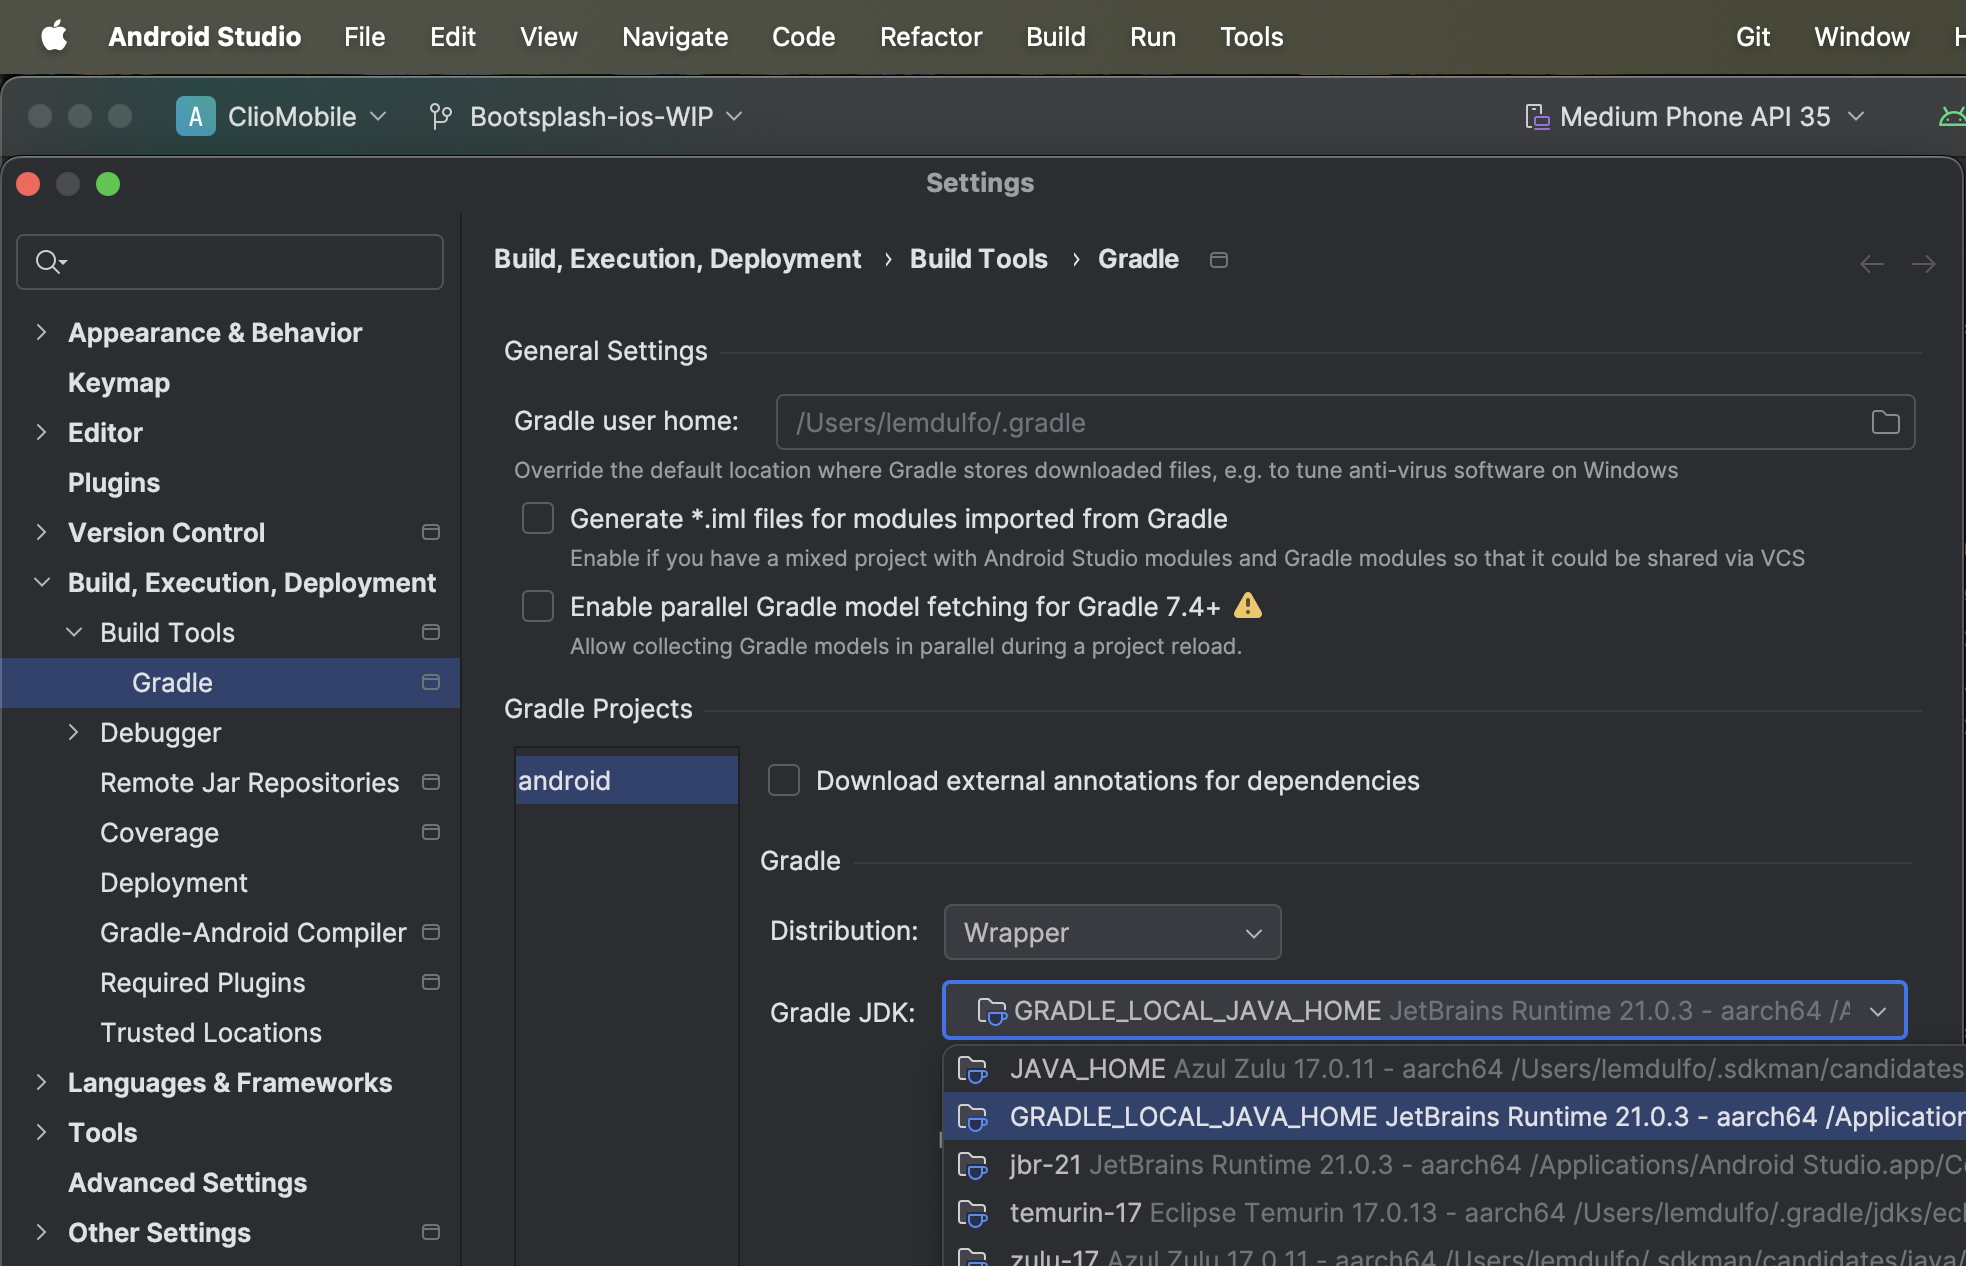 Android Studio File Edit View Navigate Code Refactor Build Run Tools Git Window
A ClioMobile Bootsplash-ios-WIP Medium Phone API 35
Settings
Build, Execution, Deployment › Build Tools › Gradle
Appearance & Behavior
Keymap
Editor
Plugins
Version Control
Build, Execution, Deployment
Build Tools
Gradle
Debugger
Remote Jar Repositories
Coverage
Deployment
Gradle-Android Compiler
Required Plugins
Trusted Locations
Languages & Frameworks
Tools
Advanced Settings
Other Settings
General Settings
Gradle user home: /Users/lemdulfo/.gradle
Override the default location where Gradle stores downloaded files, e.g. to tune anti-virus software on Windows
Generate *.iml files for modules imported from Gradle
Enable if you have a mixed project with Android Studio modules and Gradle modules so that it could be shared via VCS
Enable parallel Gradle model fetching for Gradle 7.4+
Allow collecting Gradle models in parallel during a project reload.
Gradle Projects
android
Download external annotations for dependencies
Gradle
Distribution: Wrapper
Gradle JDK: GRADLE_LOCAL_JAVA_HOME JetBrains Runtime 21.0.3 - aarch64 /A
JAVA_HOME Azul Zulu 17.0.11 - aarch64 /Users/lemdulfo/.sdkman/candidates
GRADLE_LOCAL_JAVA_HOME JetBrains Runtime 21.0.3 - aarch64 /Application
jbr-21 JetBrains Runtime 21.0.3 - aarch64 /Applications/Android Studio.app/Co
temurin-17 Eclipse Temurin 17.0.13 - aarch64 /Users/lemdulfo/.gradle/jdks/ecl
zulu-17 Azul Zulu 17.0.11 - aarch64 /Users/lemdulfo/.sdkman/candidates/java/